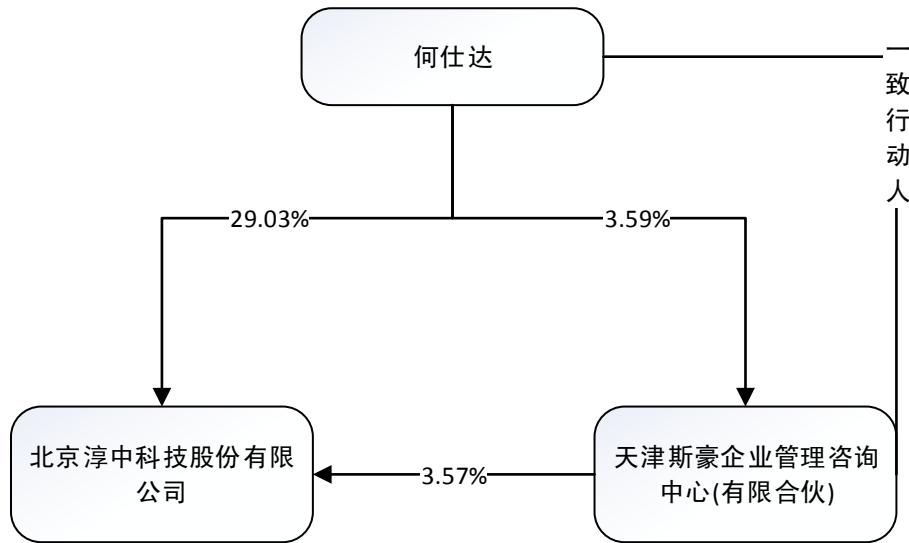 何仕达
一致行动人
29.03%
3.59%
北京淳中科技股份有限
公司
3.57%
天津斯豪企业管理咨询
中心(有限合伙)